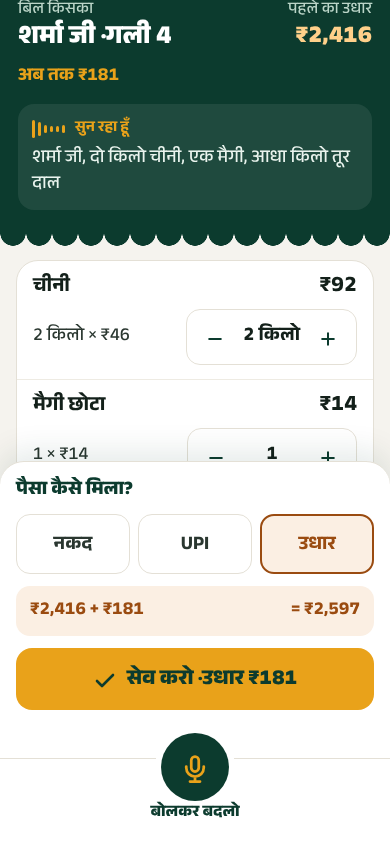 बिल किसका
पहले का उधार
शर्मा जी ·गली 4
₹2,416
अब तक ₹181
सुन रहा हूँ
शर्मा जी, दो किलो चीनी, एक मैगी, आधा किलो तूर
दाल
चीनी
₹92
2 किलो × ₹46
− 2 किलो +
मैगी छोटा
₹14
1 × ₹14
− 1 +
पैसा कैसे मिला?
नकद
UPI
उधार
₹2,416 + ₹181
= ₹2,597
सेव करो ·उधार ₹181
बोलकर बदलो